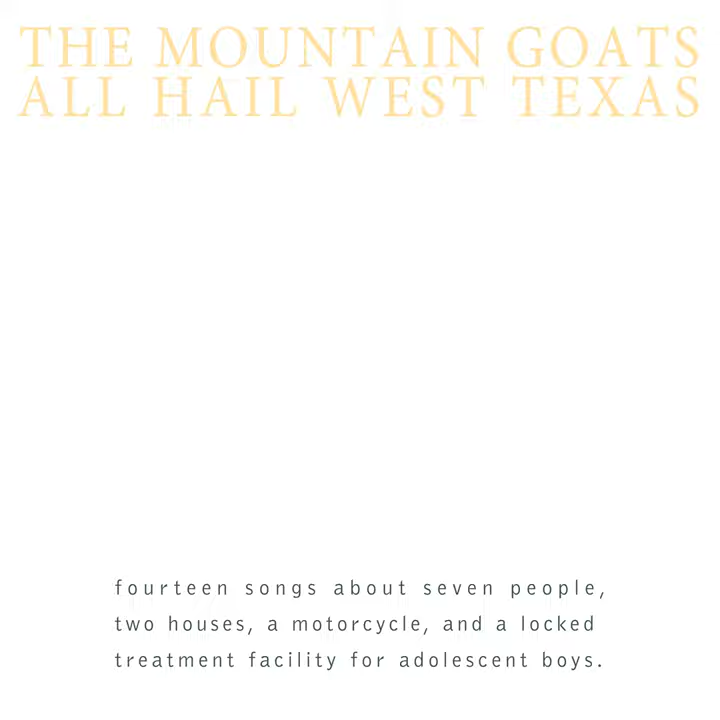 THE MOUNTAIN GOATS
ALL HAIL WEST TEXAS
fourteen songs about seven people,
two houses, a motorcycle, and a locked
treatment facility for adolescent boys.